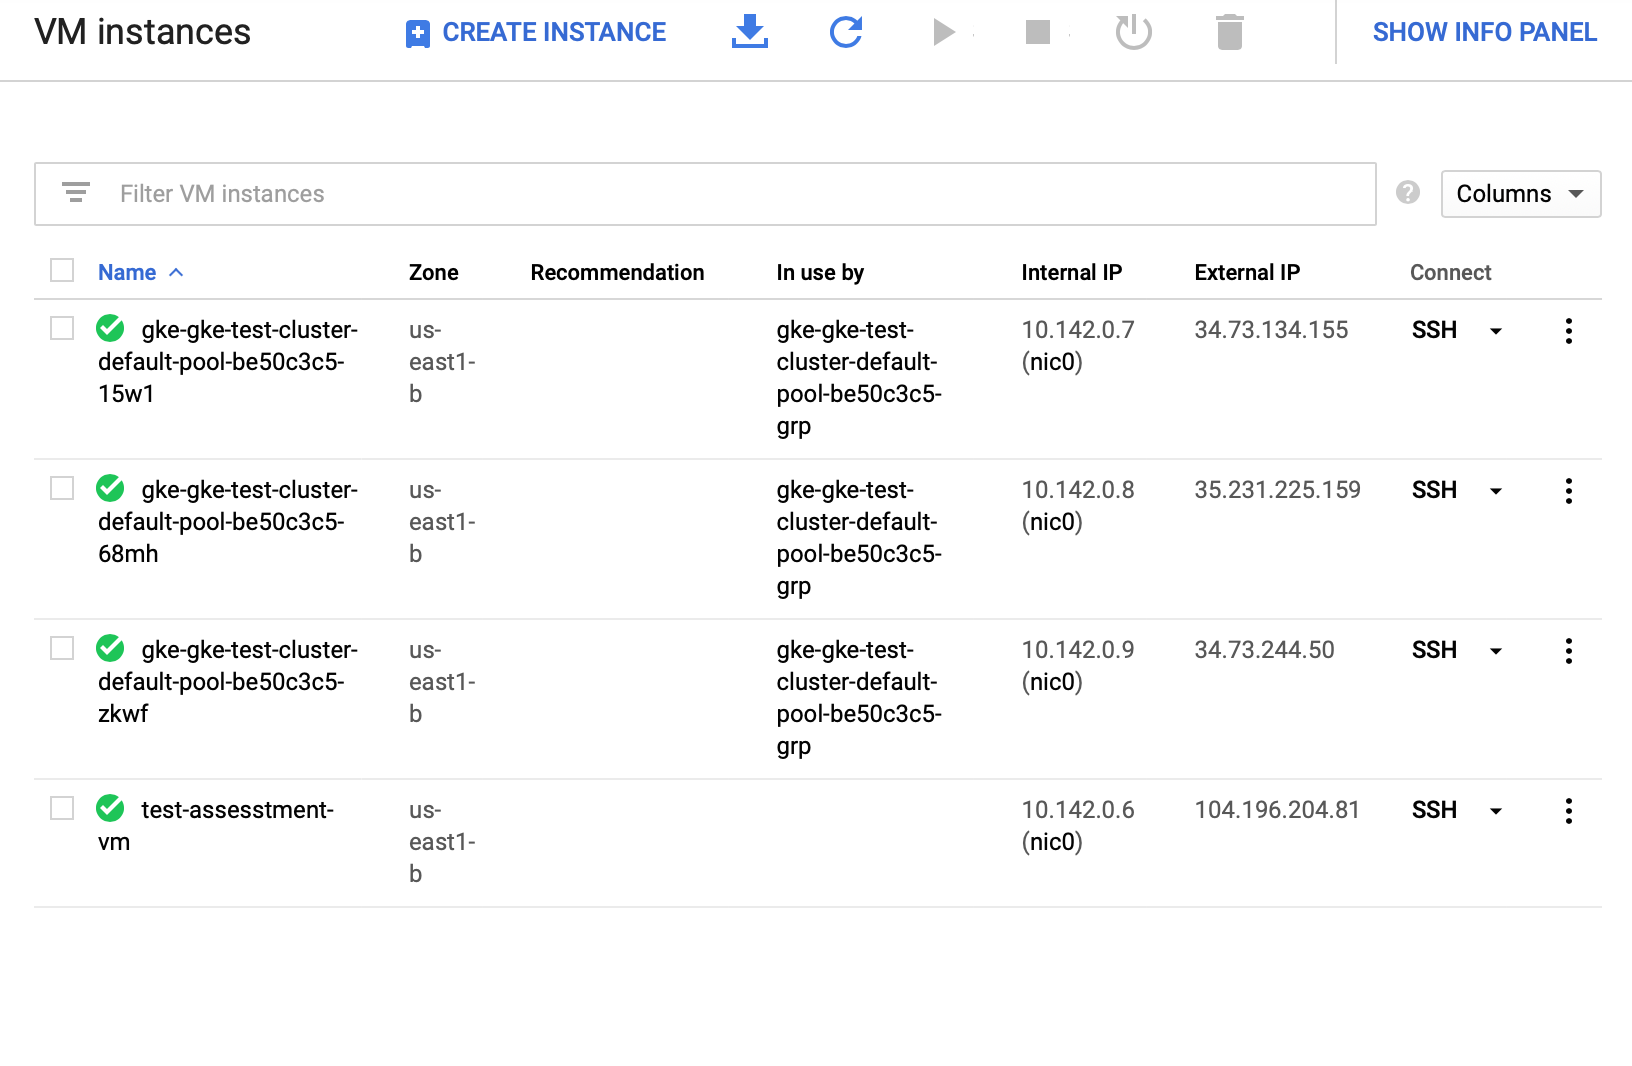 VM instances CREATE INSTANCE SHOW INFO PANEL
Filter VM instances Columns
Name Zone Recommendation In use by Internal IP External IP Connect
gke-gke-test-cluster- us- gke-gke-test- 10.142.0.7 34.73.134.155 SSH
default-pool-be50c3c5- east1- cluster-default- (nic0)
15w1 b pool-be50c3c5-
grp
gke-gke-test-cluster- us- gke-gke-test- 10.142.0.8 35.231.225.159 SSH
default-pool-be50c3c5- east1- cluster-default- (nic0)
68mh b pool-be50c3c5-
grp
gke-gke-test-cluster- us- gke-gke-test- 10.142.0.9 34.73.244.50 SSH
default-pool-be50c3c5- east1- cluster-default- (nic0)
zkwf b pool-be50c3c5-
grp
test-assesstment- us- 10.142.0.6 104.196.204.81 SSH
vm east1- (nic0)
b